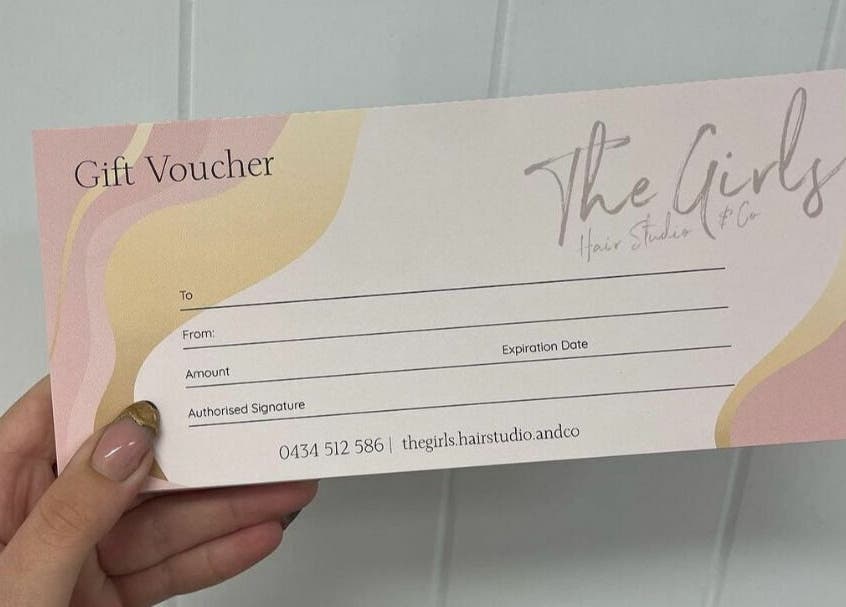 Gift Voucher
The Girls
Hair Studio & Co
To
From:
Amount
Expiration Date
Authorised Signature
0434 512 586 | thegirls.hairstudio.andco